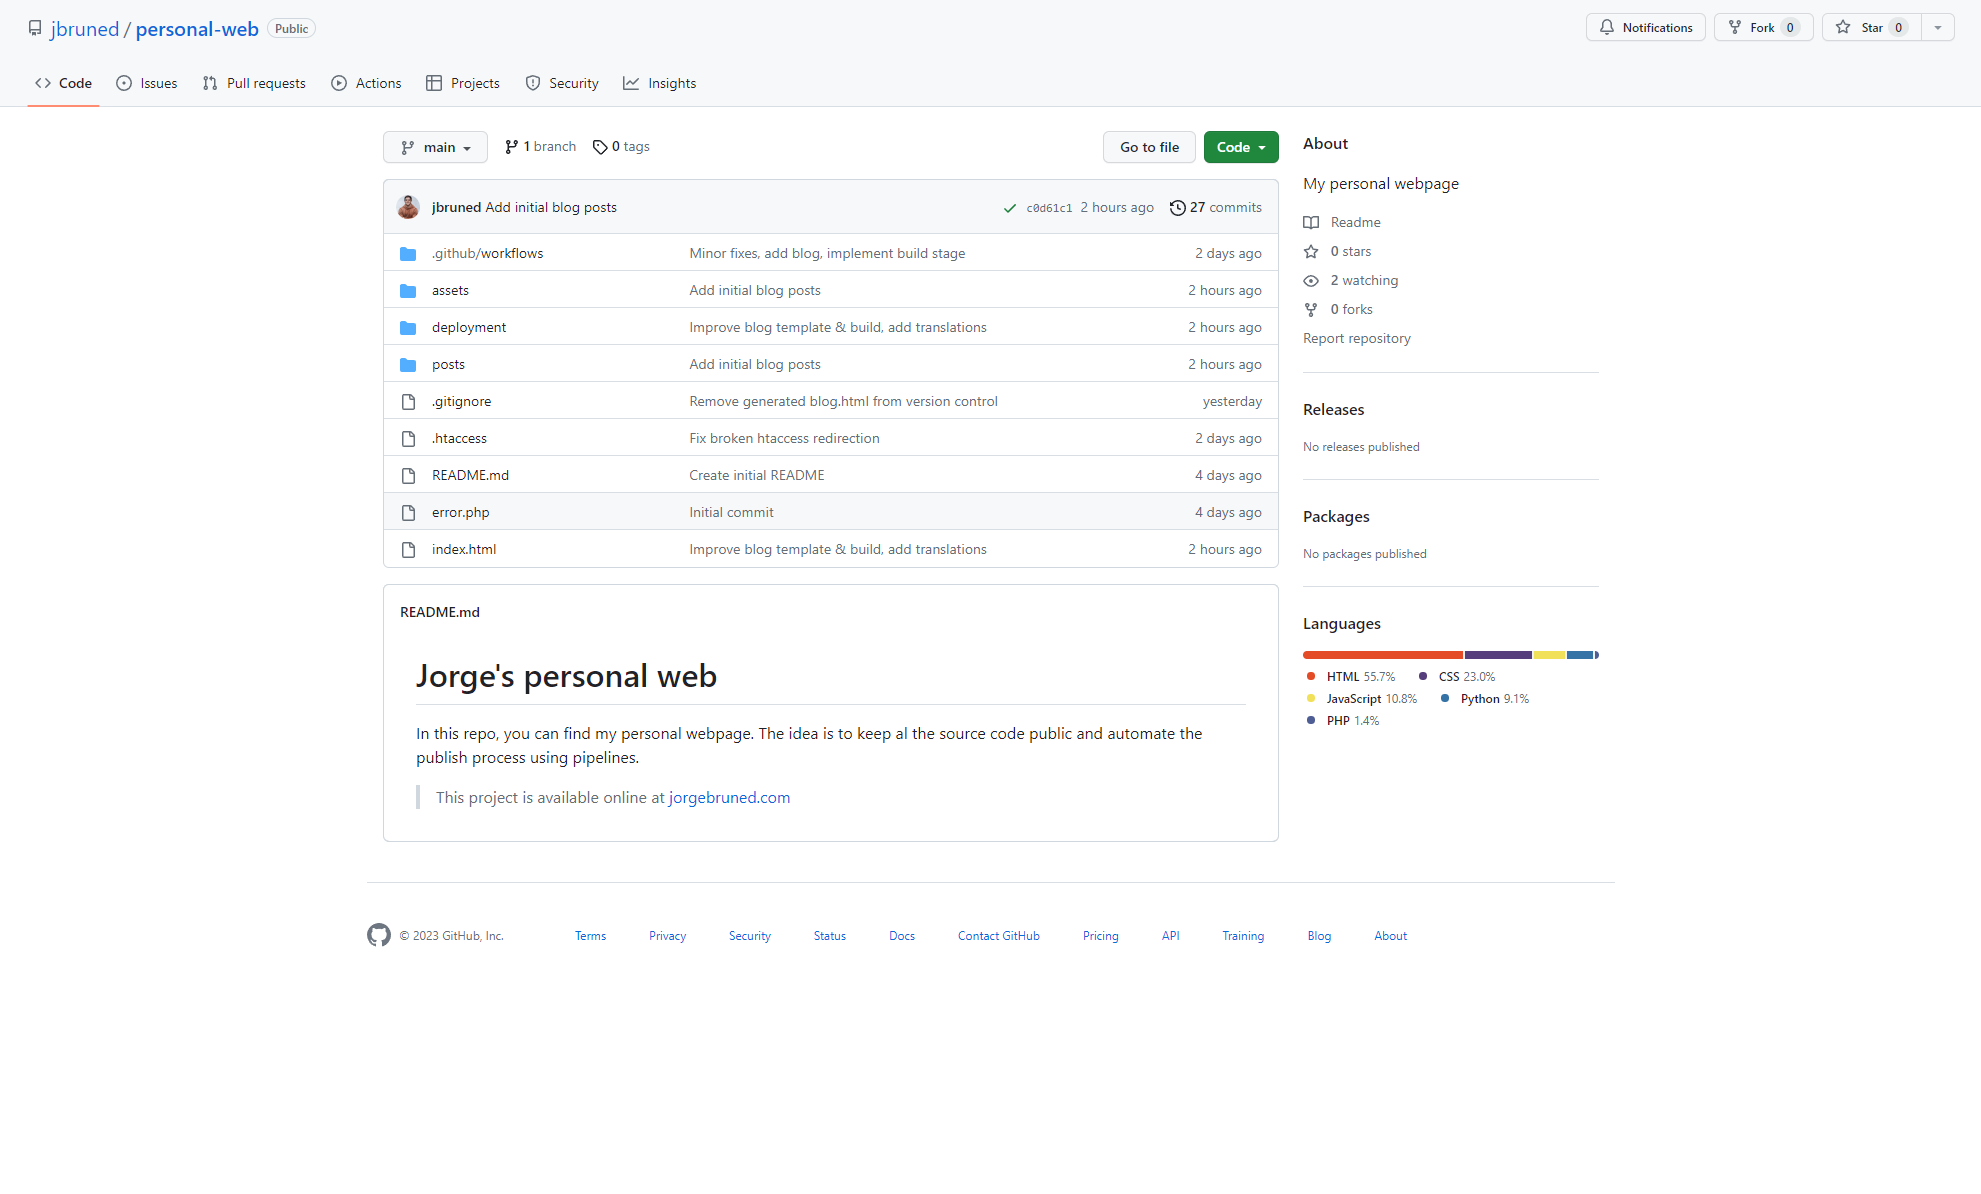 jbruned / personal-web Public
Notifications Fork 0 Star 0
Code Issues Pull requests Actions Projects Security Insights
main 1 branch 0 tags Go to file Code
jbruned Add initial blog posts c0d61c1 2 hours ago 27 commits
.github/workflows Minor fixes, add blog, implement build stage 2 days ago
assets Add initial blog posts 2 hours ago
deployment Improve blog template & build, add translations 2 hours ago
posts Add initial blog posts 2 hours ago
.gitignore Remove generated blog.html from version control yesterday
.htaccess Fix broken htaccess redirection 2 days ago
README.md Create initial README 4 days ago
error.php Initial commit 4 days ago
index.html Improve blog template & build, add translations 2 hours ago
README.md
Jorge's personal web
In this repo, you can find my personal webpage. The idea is to keep al the source code public and automate the
publish process using pipelines.
This project is available online at jorgebruned.com
About
My personal webpage
Readme
0 stars
2 watching
0 forks
Report repository
Releases
No releases published
Packages
No packages published
Languages
HTML 55.7% CSS 23.0%
JavaScript 10.8% Python 9.1%
PHP 1.4%
© 2023 GitHub, Inc. Terms Privacy Security Status Docs Contact GitHub Pricing API Training Blog About